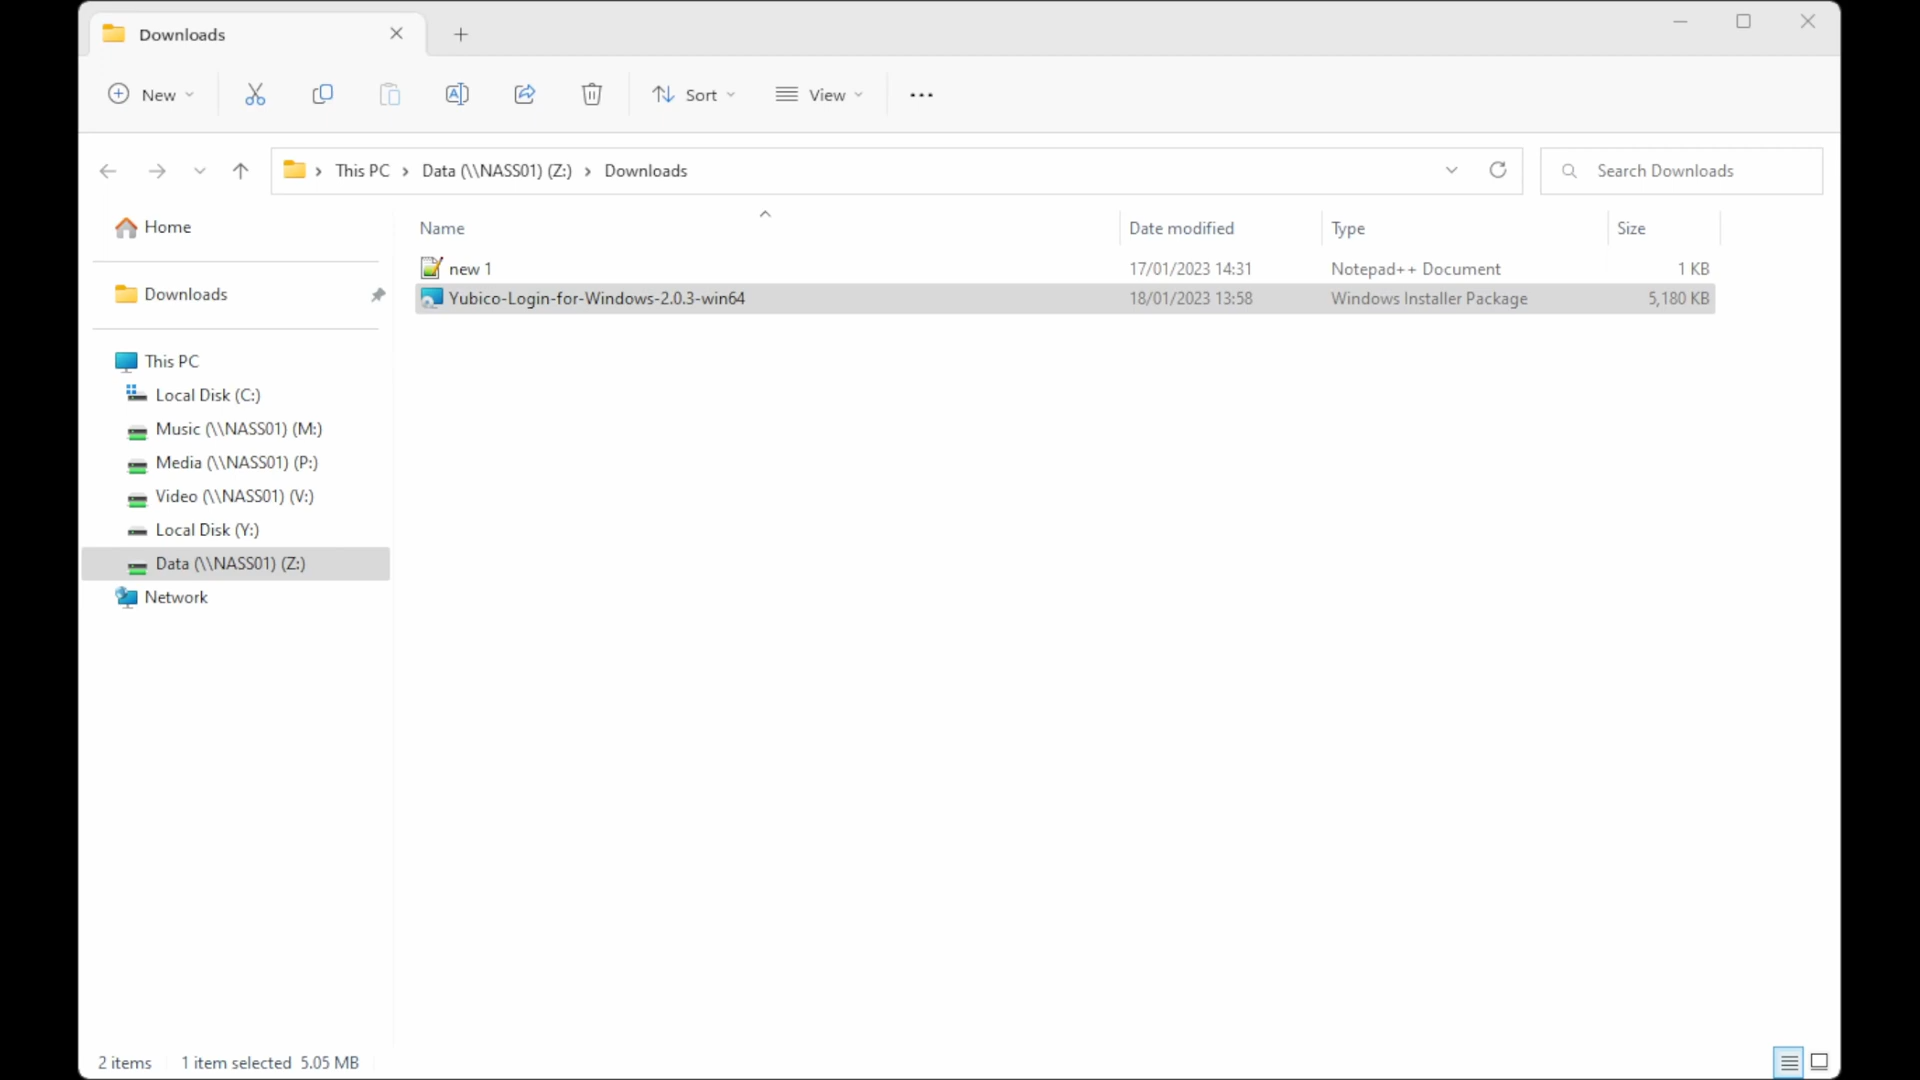 Downloads
New
Sort
View
This PC > Data (\\NASS01) (Z:) > Downloads
Search Downloads
Home
Downloads
This PC
Local Disk (C:)
Music (\\NASS01) (M:)
Media (\\NASS01) (P:)
Video (\\NASS01) (V:)
Local Disk (Y:)
Data (\\NASS01) (Z:)
Network
Name Date modified Type Size
new 1 17/01/2023 14:31 Notepad++ Document 1 KB
Yubico-Login-for-Windows-2.0.3-win64 18/01/2023 13:58 Windows Installer Package 5,180 KB
2 items 1 item selected 5.05 MB